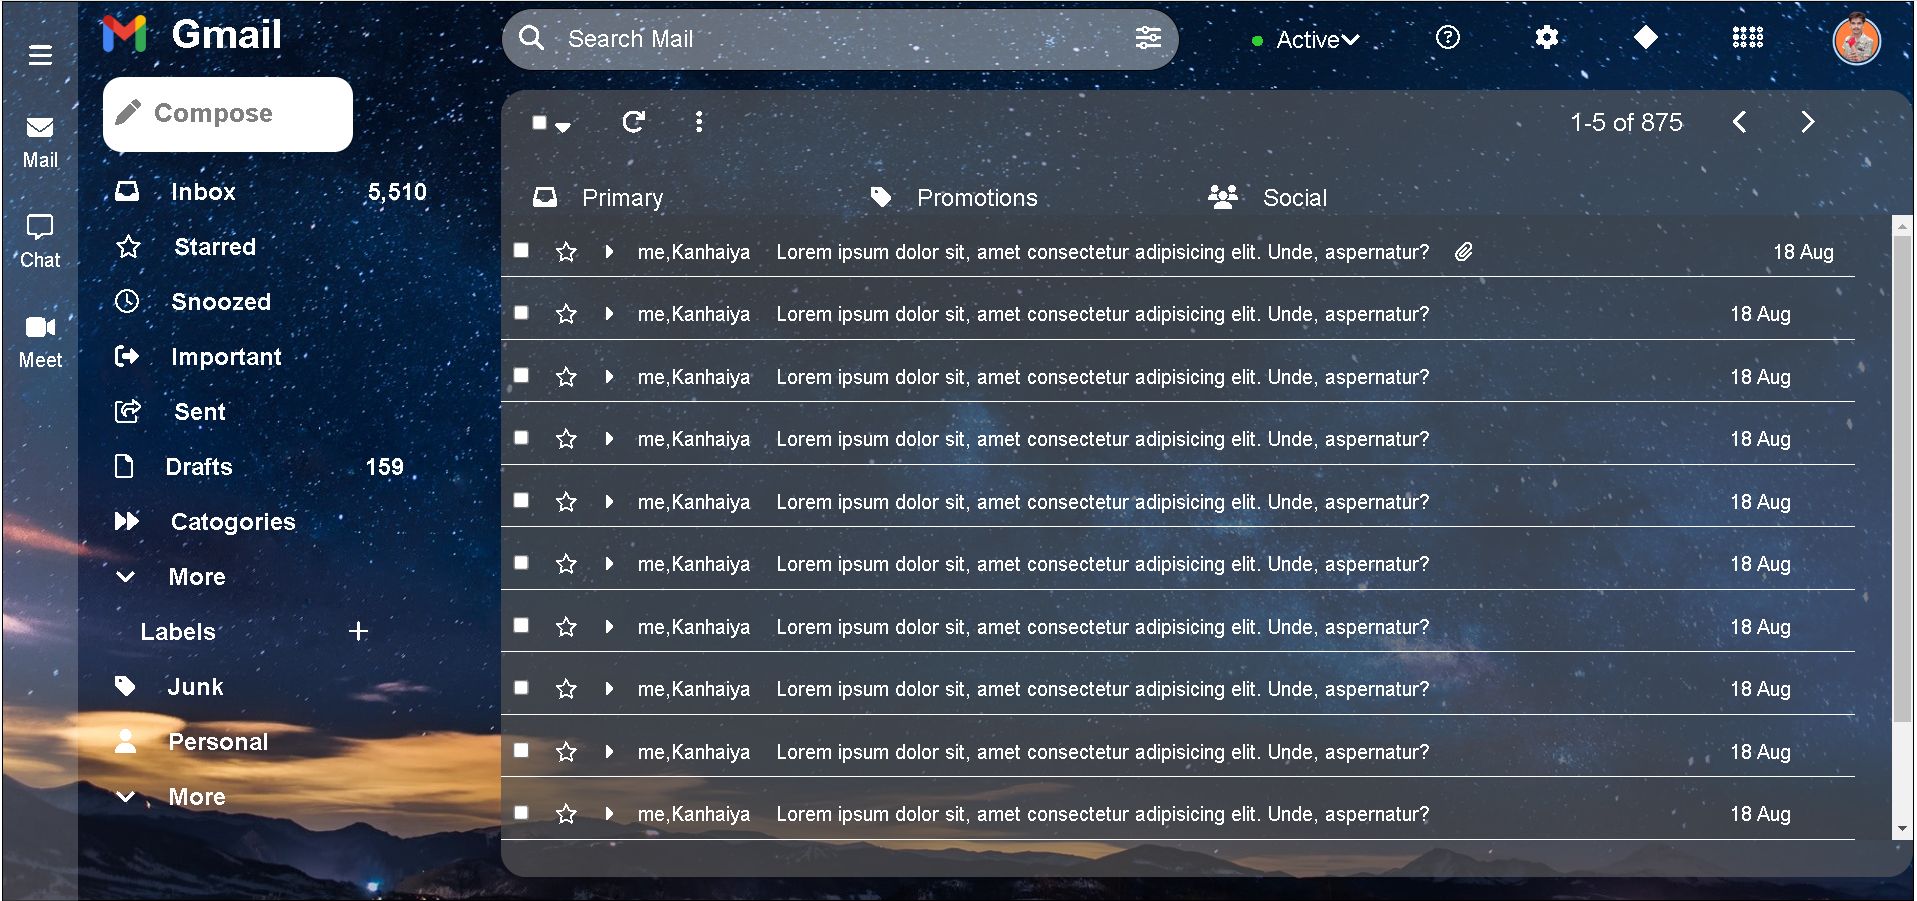 Gmail
Search Mail
Active
Compose
1-5 of 875
Mail
Chat
Meet
Inbox 5,510
Starred
Snoozed
Important
Sent
Drafts 159
Catogories
More
Labels
Junk
Personal
More
Primary Promotions Social
me,Kanhaiya Lorem ipsum dolor sit, amet consectetur adipisicing elit. Unde, aspernatur? 18 Aug
me,Kanhaiya Lorem ipsum dolor sit, amet consectetur adipisicing elit. Unde, aspernatur? 18 Aug
me,Kanhaiya Lorem ipsum dolor sit, amet consectetur adipisicing elit. Unde, aspernatur? 18 Aug
me,Kanhaiya Lorem ipsum dolor sit, amet consectetur adipisicing elit. Unde, aspernatur? 18 Aug
me,Kanhaiya Lorem ipsum dolor sit, amet consectetur adipisicing elit. Unde, aspernatur? 18 Aug
me,Kanhaiya Lorem ipsum dolor sit, amet consectetur adipisicing elit. Unde, aspernatur? 18 Aug
me,Kanhaiya Lorem ipsum dolor sit, amet consectetur adipisicing elit. Unde, aspernatur? 18 Aug
me,Kanhaiya Lorem ipsum dolor sit, amet consectetur adipisicing elit. Unde, aspernatur? 18 Aug
me,Kanhaiya Lorem ipsum dolor sit, amet consectetur adipisicing elit. Unde, aspernatur? 18 Aug
me,Kanhaiya Lorem ipsum dolor sit, amet consectetur adipisicing elit. Unde, aspernatur? 18 Aug